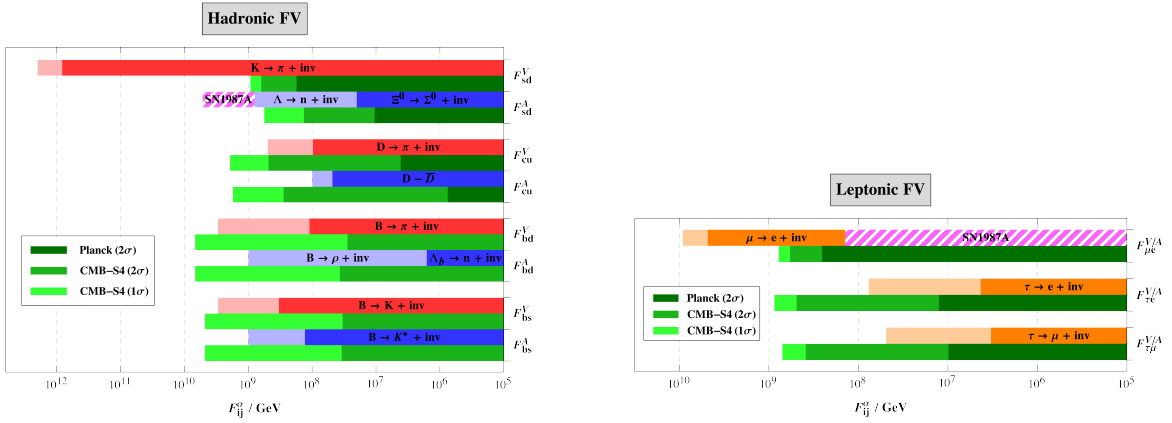 Hadronic FV
K → π + inv
F^V_sd
SN1987A
Λ → n + inv
Ξ^0 → Σ^0 + inv
F^A_sd
D → π + inv
F^V_cu
D − D̅
F^A_cu
B → π + inv
F^V_bd
B → ρ + inv
Λ_b → n + inv
F^A_bd
B → K + inv
F^V_bs
B → K* + inv
F^A_bs
Planck (2σ)
CMB−S4 (2σ)
CMB−S4 (1σ)
10^12 10^11 10^10 10^9 10^8 10^7 10^6 10^5
F^α_ij / GeV
Leptonic FV
μ → e + inv
SN1987A
F^V/A_μe
τ → e + inv
F^V/A_τe
τ → μ + inv
F^V/A_τμ
Planck (2σ)
CMB−S4 (2σ)
CMB−S4 (1σ)
10^10 10^9 10^8 10^7 10^6 10^5
F^α_ij / GeV